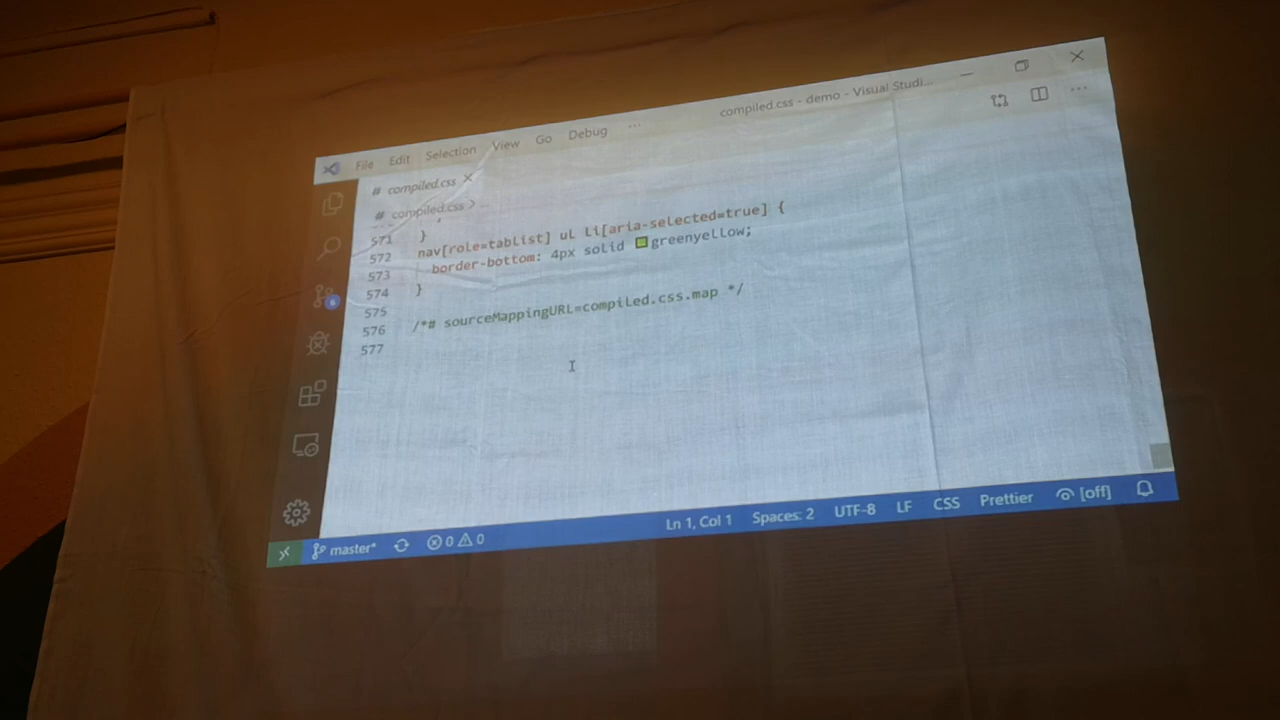 compiled.css - demo - Visual Studi...
File Edit Selection View Go Debug ...
# compiled.css ×
# compiled.css > ...
571 }
572 nav[role=tablist] ul li[aria-selected=true] {
573 border-bottom: 4px solid greenyellow;
574 }
575
576 /*# sourceMappingURL=compiled.css.map */
577
6
master* 0 0 Ln 1, Col 1 Spaces: 2 UTF-8 LF CSS Prettier [off]